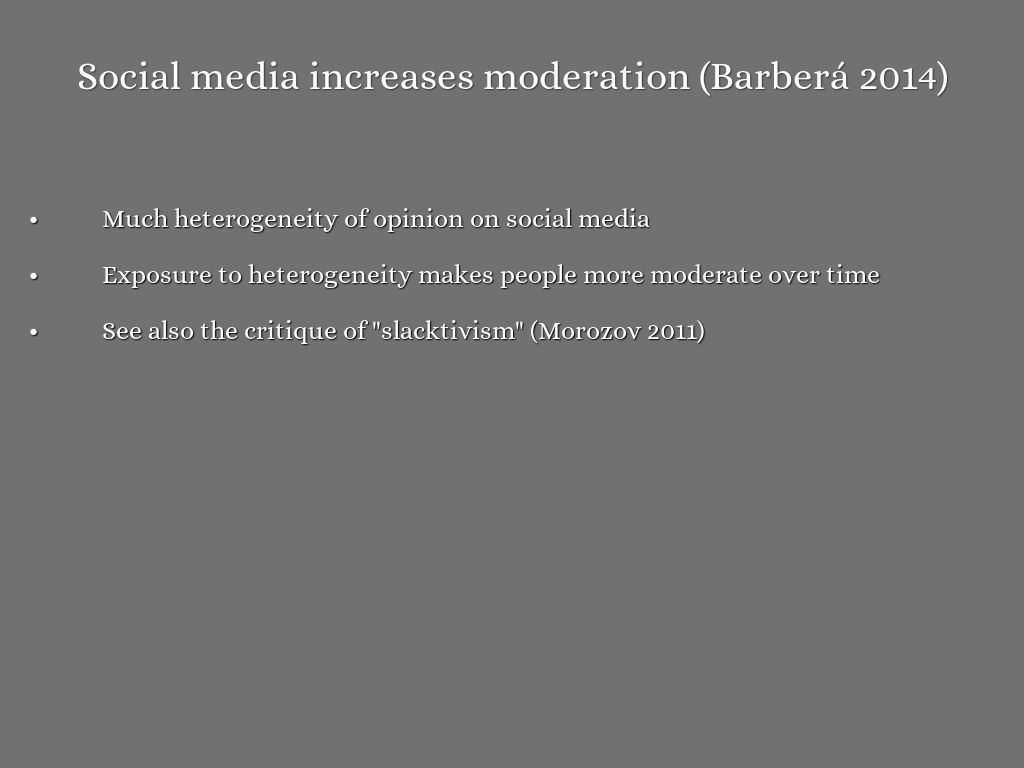 Social media increases moderation (Barberá 2014)
• Much heterogeneity of opinion on social media
• Exposure to heterogeneity makes people more moderate over time
• See also the critique of "slacktivism" (Morozov 2011)